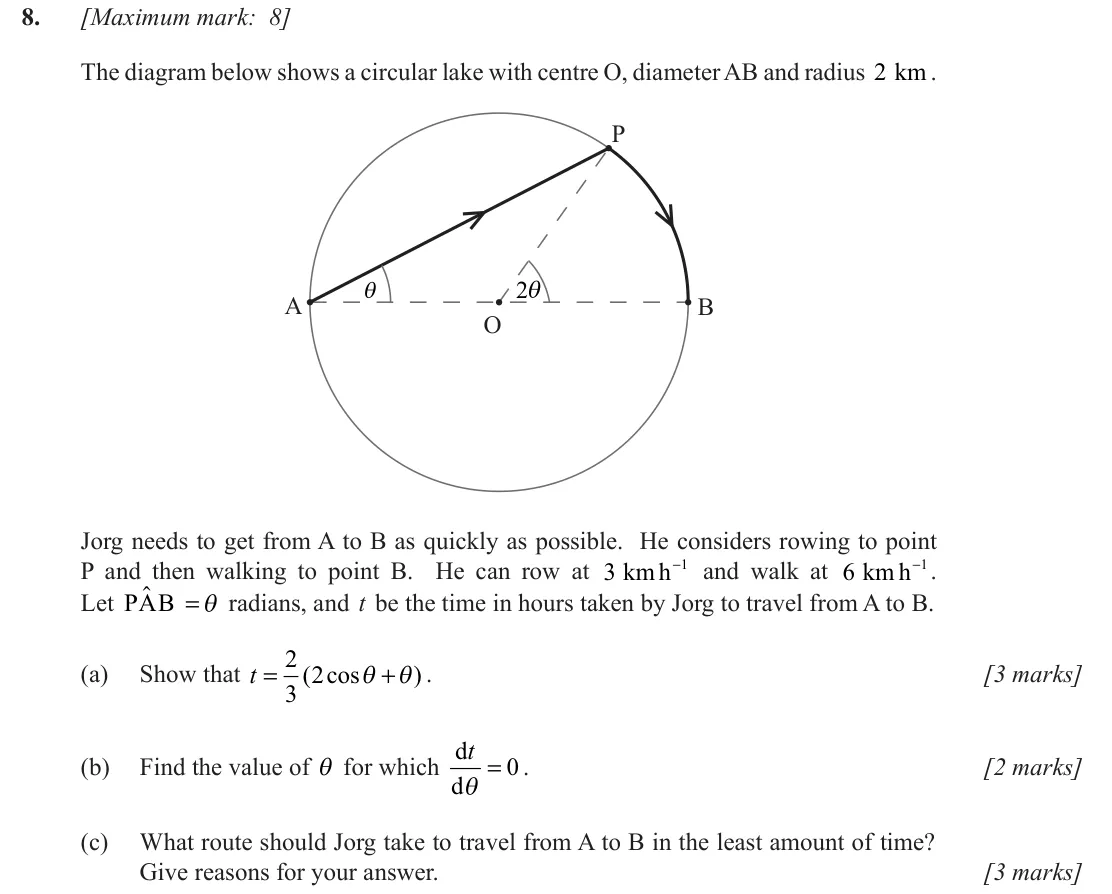 8. [Maximum mark: 8]
The diagram below shows a circular lake with centre O, diameter AB and radius 2 km.
P
θ
2θ
A
B
O
Jorg needs to get from A to B as quickly as possible. He considers rowing to point
P and then walking to point B. He can row at 3 km h⁻¹ and walk at 6 km h⁻¹.
Let PÂB = θ radians, and t be the time in hours taken by Jorg to travel from A to B.
(a) Show that t = 2/3 (2cosθ + θ). [3 marks]
(b) Find the value of θ for which dt/dθ = 0. [2 marks]
(c) What route should Jorg take to travel from A to B in the least amount of time?
Give reasons for your answer. [3 marks]